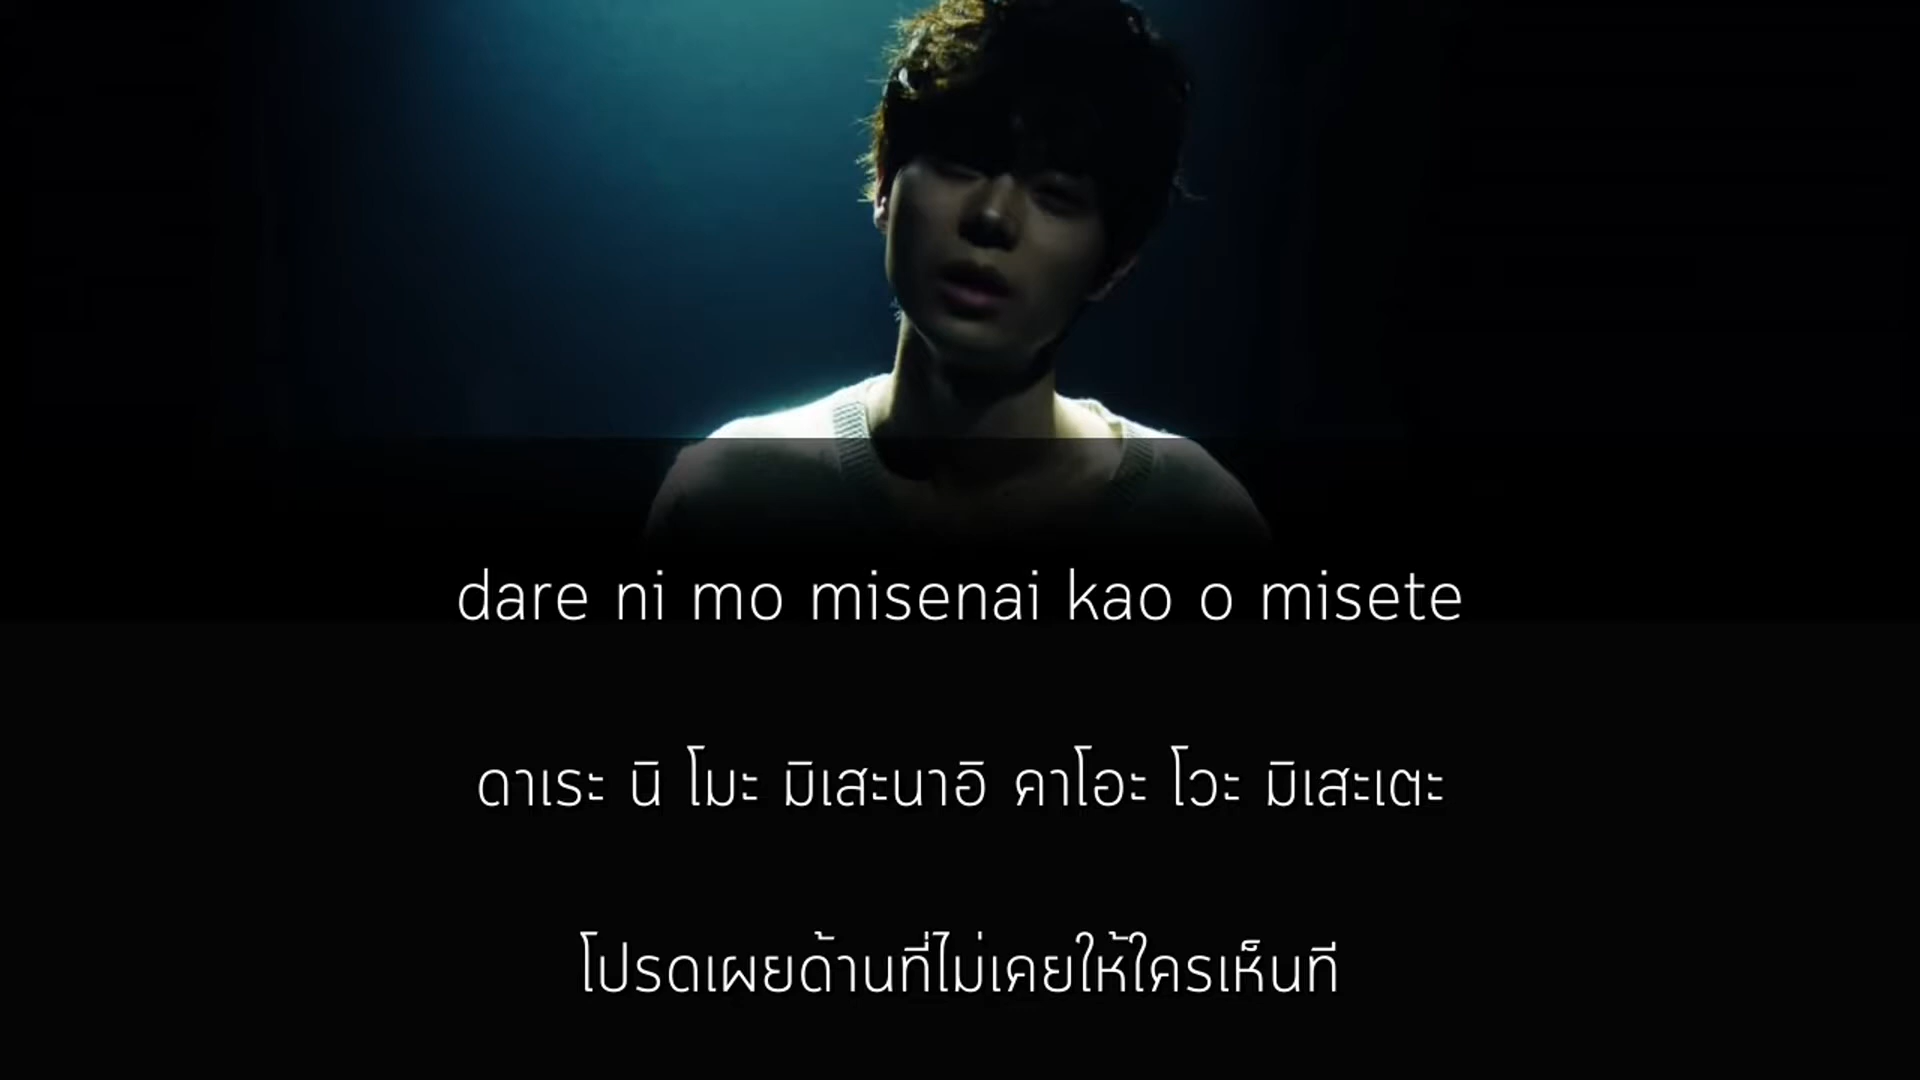 dare ni mo misenai kao o misete
ดาเระ นิ โมะ มิเสะนาอิ คาโอะ โวะ มิเสะเตะ
โปรดเผยด้านที่ไม่เคยให้ใครเห็นที